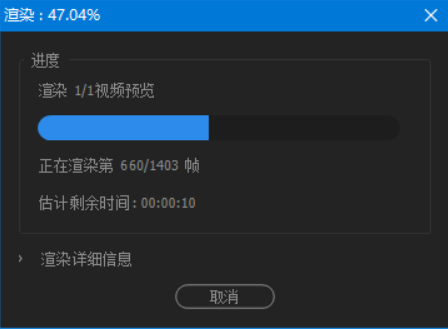 渲染 : 47.04%
进度
渲染 1/1视频预览
正在渲染第 660/1403 帧
估计剩余时间 : 00:00:10
渲染详细信息
取消